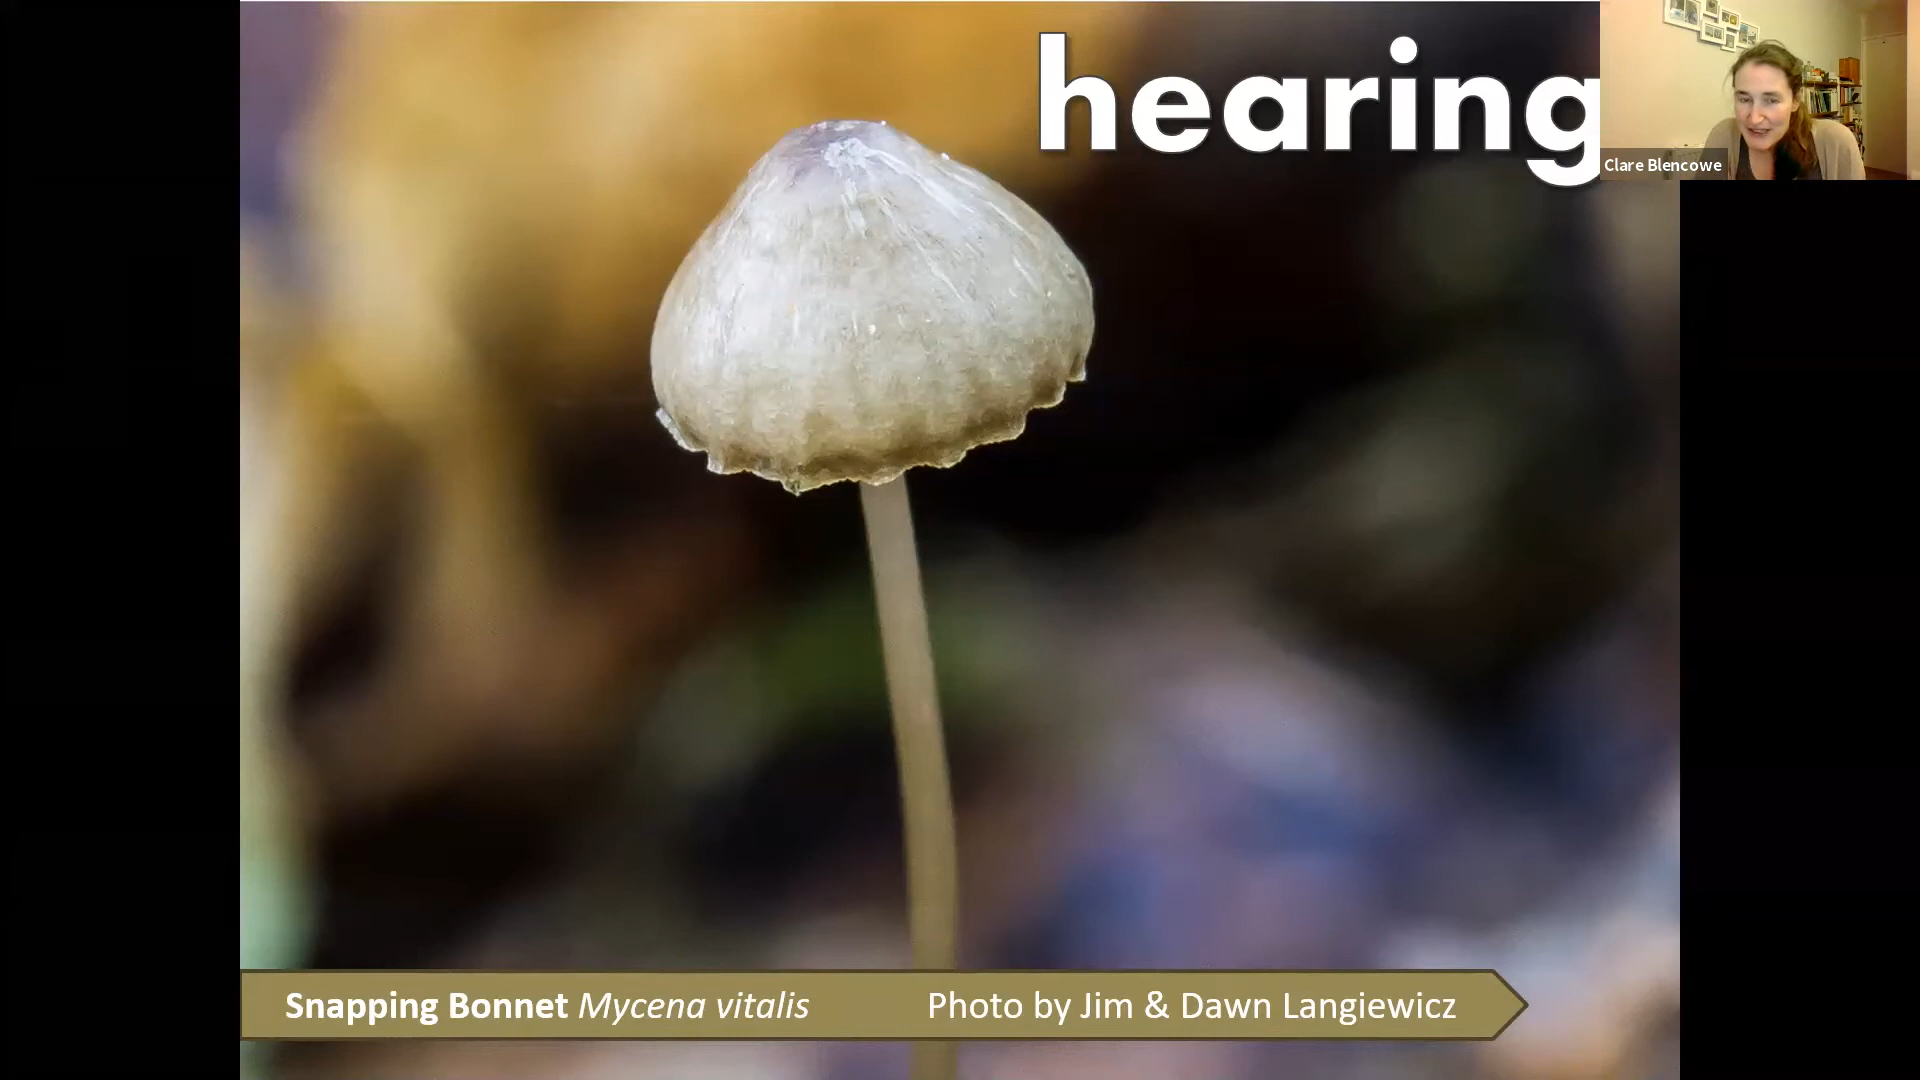 hearing
Clare Blencowe
Snapping Bonnet Mycena vitalis
Photo by Jim & Dawn Langiewicz